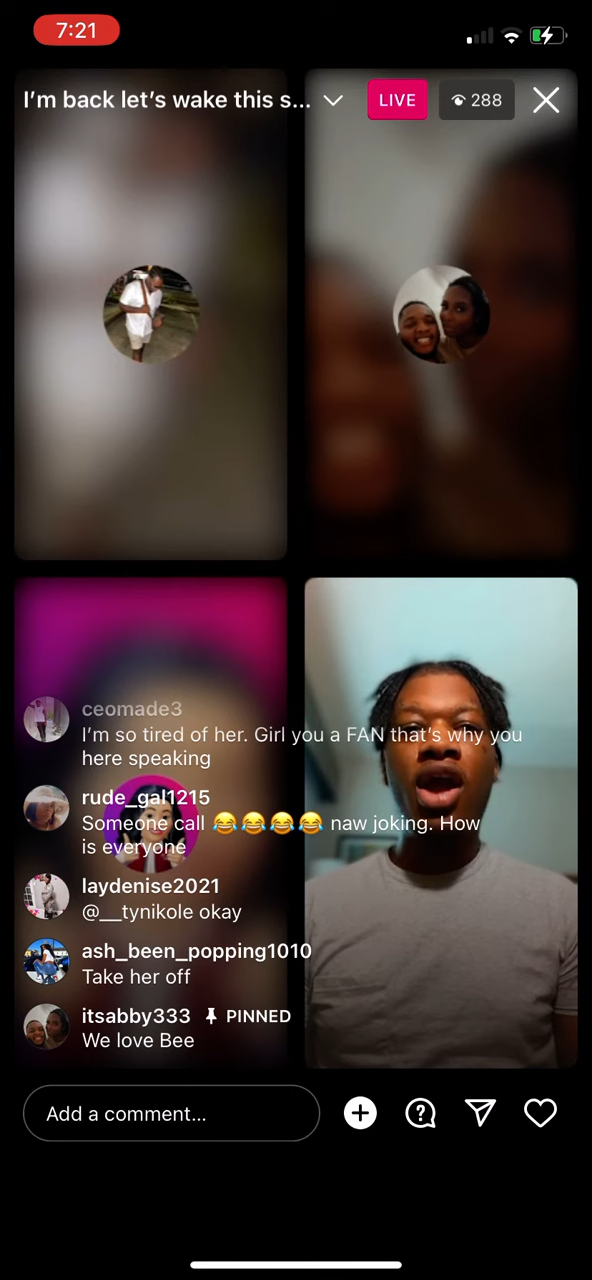 7:21
I'm back let's wake this s...
LIVE
288
ceomade3
I'm so tired of her. Girl you a FAN that's why you
here speaking
rude_gal1215
Someone call 😂😂😂😂 naw joking. How
is everyone
laydenise2021
@__tynikole okay
ash_been_popping1010
Take her off
itsabby333 PINNED
We love Bee
Add a comment...